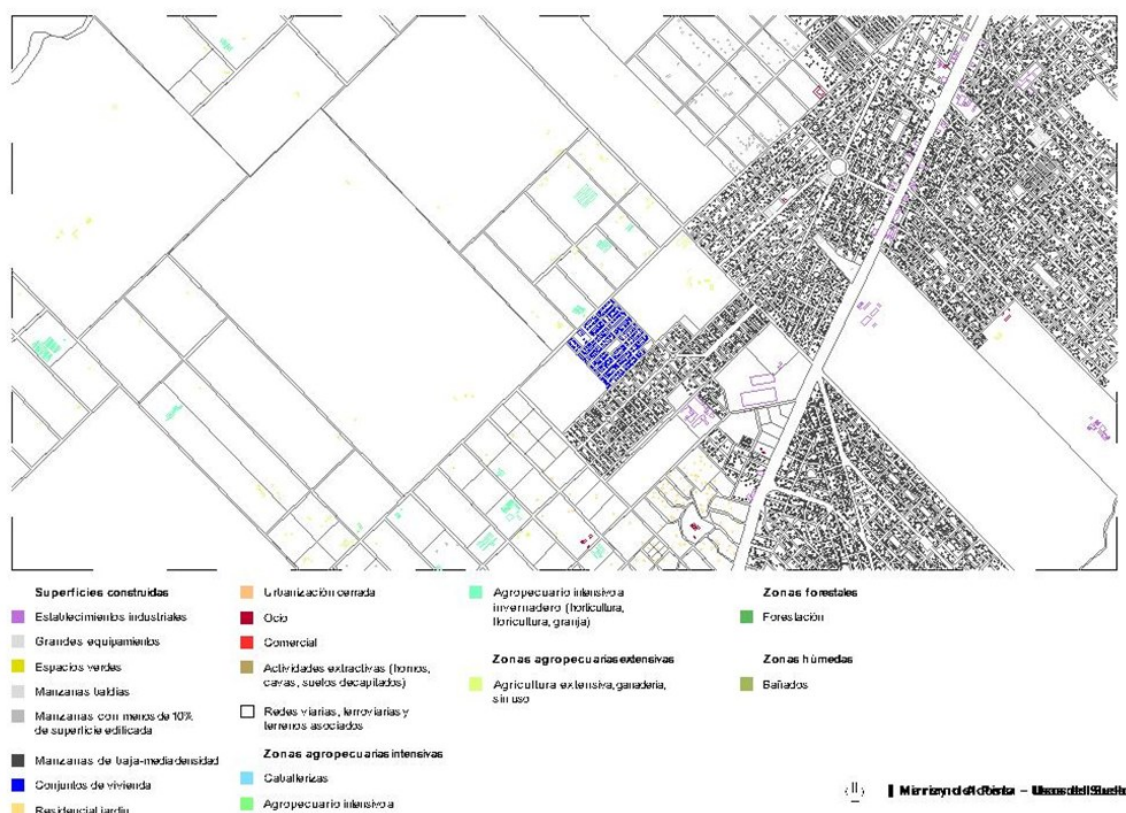 Superficies construidas
Establecimientos industriales
Grandes equipamientos
Espacios verdes
Manzanas baldías
Manzanas con menos de 10%
de superficie edificada
Manzanas de baja-media densidad
Conjuntos de vivienda
Residencial jardín
Urbanización cerrada
Ocio
Comercial
Actividades extractivas (hornos,
cavas, suelos decapitados)
Redes viarias, ferroviarias y
terrenos asociados
Zonas agropecuarias intensivas
Caballerizas
Agropecuario intensivo a
Agropecuario intensivo a
invernadero (horticultura,
floricultura, granja)
Zonas agropecuarias extensivas
Agricultura extensiva, ganadería,
sin uso
Zonas forestales
Forestación
Zonas húmedas
Bañados